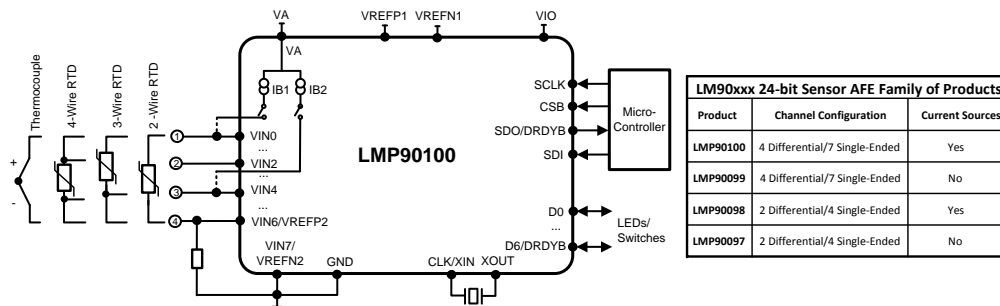 VA
VREFP1
VREFN1
VIO
VA
IB1
IB2
Thermocouple
4-Wire RTD
3-Wire RTD
2 -Wire RTD
+
-
1
2
3
4
VIN0
...
VIN2
...
VIN4
...
VIN6/VREFP2
VIN7/
VREFN2
GND
CLK/XIN
XOUT
LMP90100
SCLK
CSB
SDO/DRDYB
SDI
D0
...
D6/DRDYB
Micro-
Controller
LEDs/
Switches
LM90xxx 24-bit Sensor AFE Family of Products
Product Channel Configuration Current Sources
LMP90100 4 Differential/7 Single-Ended Yes
LMP90099 4 Differential/7 Single-Ended No
LMP90098 2 Differential/4 Single-Ended Yes
LMP90097 2 Differential/4 Single-Ended No